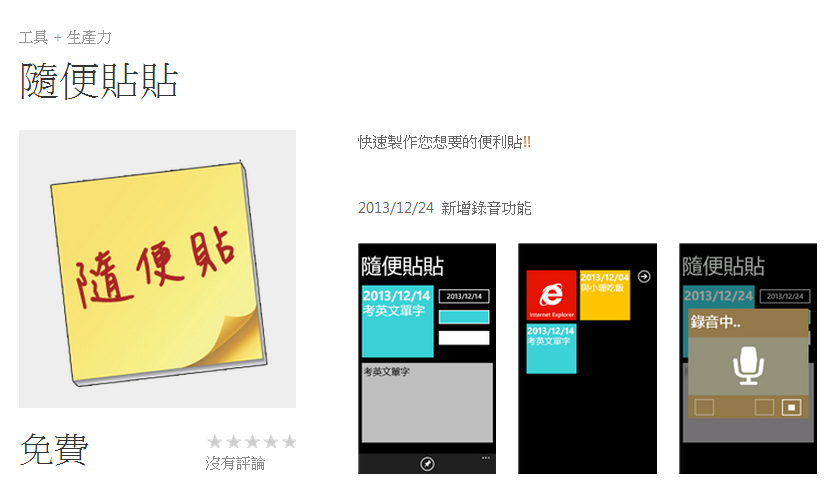 工具 + 生產力
隨便貼貼
隨便貼
免費
沒有評論
快速製作您想要的便利貼!!
2013/12/24 新增錄音功能
隨便貼貼
2013/12/14
考英文單字
2013/12/14
考英文單字
Internet Explorer
2013/12/04
與小珊吃飯
2013/12/14
考英文單字
隨便貼貼
2013/12/24
2013/12/24
錄音中..